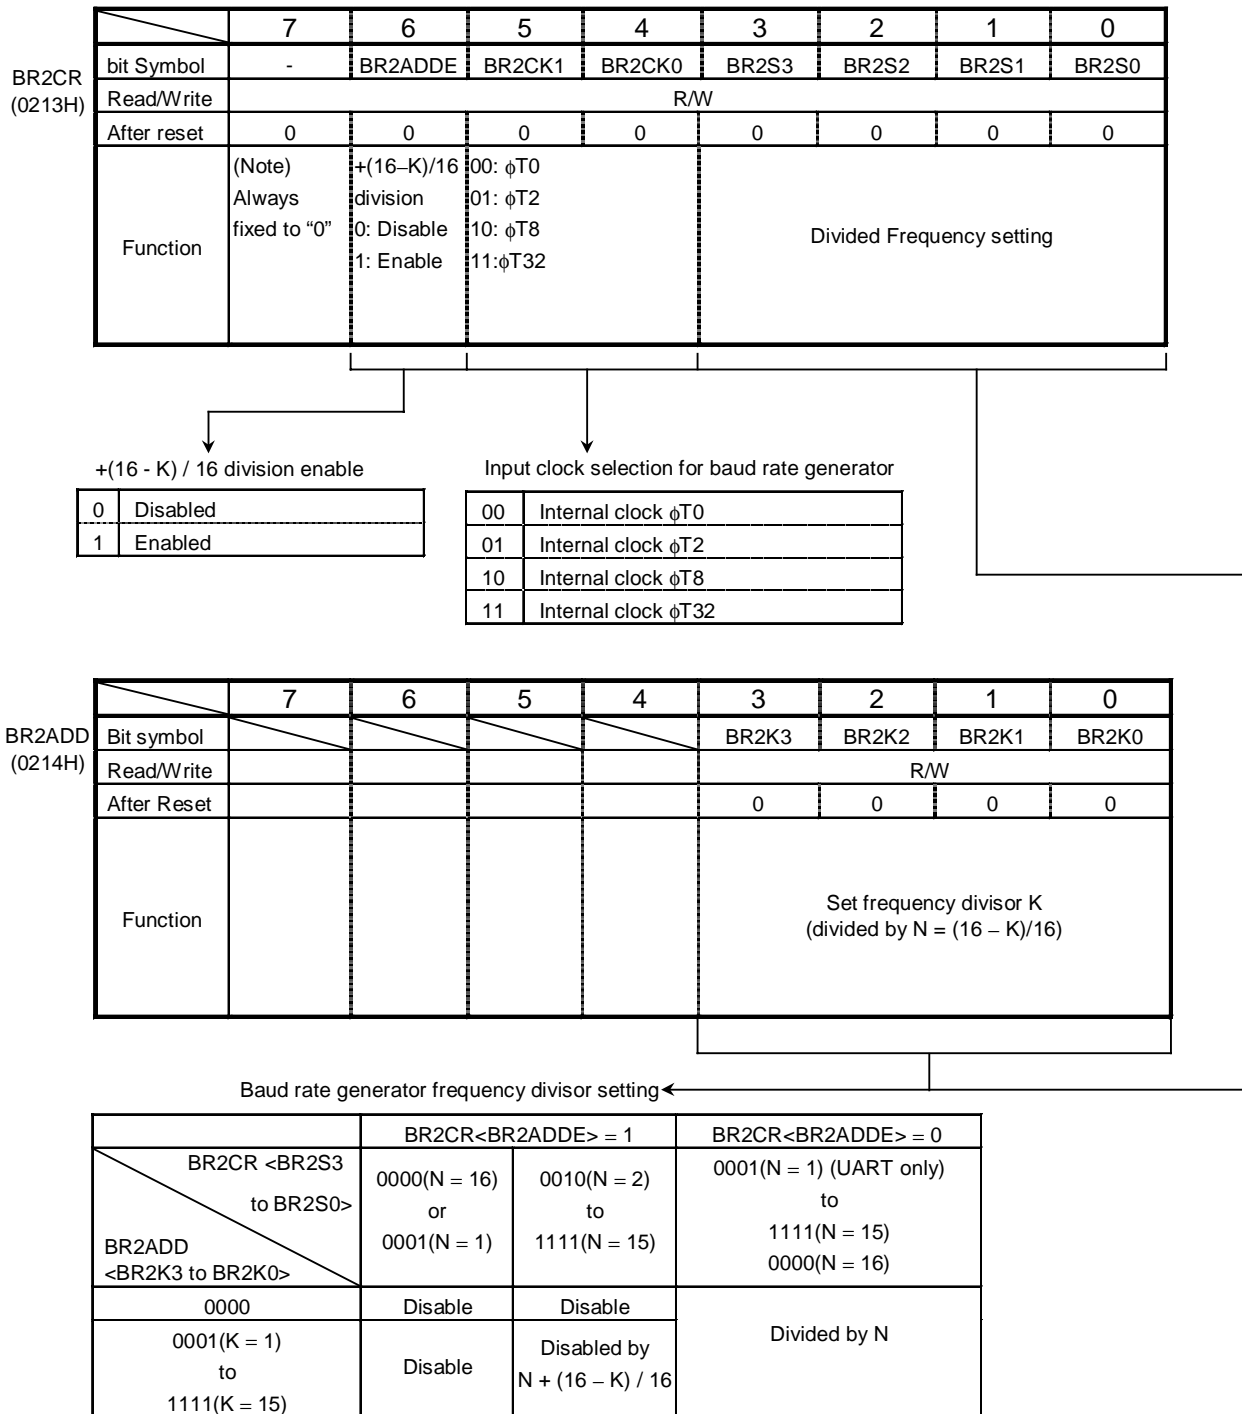 7 6 5 4 3 2 1 0
BR2CR
(0213H)
bit Symbol - BR2ADDE BR2CK1 BR2CK0 BR2S3 BR2S2 BR2S1 BR2S0
Read/Write R/W
After reset 0 0 0 0 0 0 0 0
Function
(Note)
Always
fixed to “0”
+(16–K)/16
division
0: Disable
1: Enable
00: ϕT0
01: ϕT2
10: ϕT8
11:ϕT32
Divided Frequency setting
+(16 - K) / 16 division enable
0 Disabled
1 Enabled
Input clock selection for baud rate generator
00 Internal clock ϕT0
01 Internal clock ϕT2
10 Internal clock ϕT8
11 Internal clock ϕT32
7 6 5 4 3 2 1 0
BR2ADD
(0214H)
Bit symbol BR2K3 BR2K2 BR2K1 BR2K0
Read/Write R/W
After Reset 0 0 0 0
Function
Set frequency divisor K
(divided by N = (16 – K)/16)
Baud rate generator frequency divisor setting
BR2CR<BR2ADDE> = 1 BR2CR<BR2ADDE> = 0
BR2CR <BR2S3
to BR2S0>
BR2ADD
<BR2K3 to BR2K0>
0000(N = 16)
or
0001(N = 1)
0010(N = 2)
to
1111(N = 15)
0001(N = 1) (UART only)
to
1111(N = 15)
0000(N = 16)
0000 Disable Disable
0001(K = 1)
to
1111(K = 15)
Disable
Disabled by
N + (16 – K) / 16
Divided by N